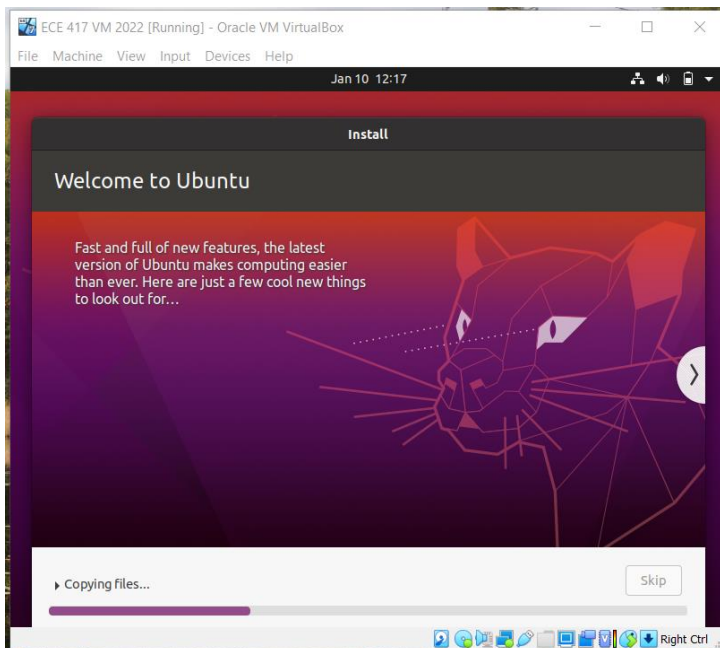 ECE 417 VM 2022 [Running] - Oracle VM VirtualBox
File Machine View Input Devices Help
Jan 10 12:17
Install
Welcome to Ubuntu
Fast and full of new features, the latest
version of Ubuntu makes computing easier
than ever. Here are just a few cool new things
to look out for...
Copying files...
Skip
Right Ctrl